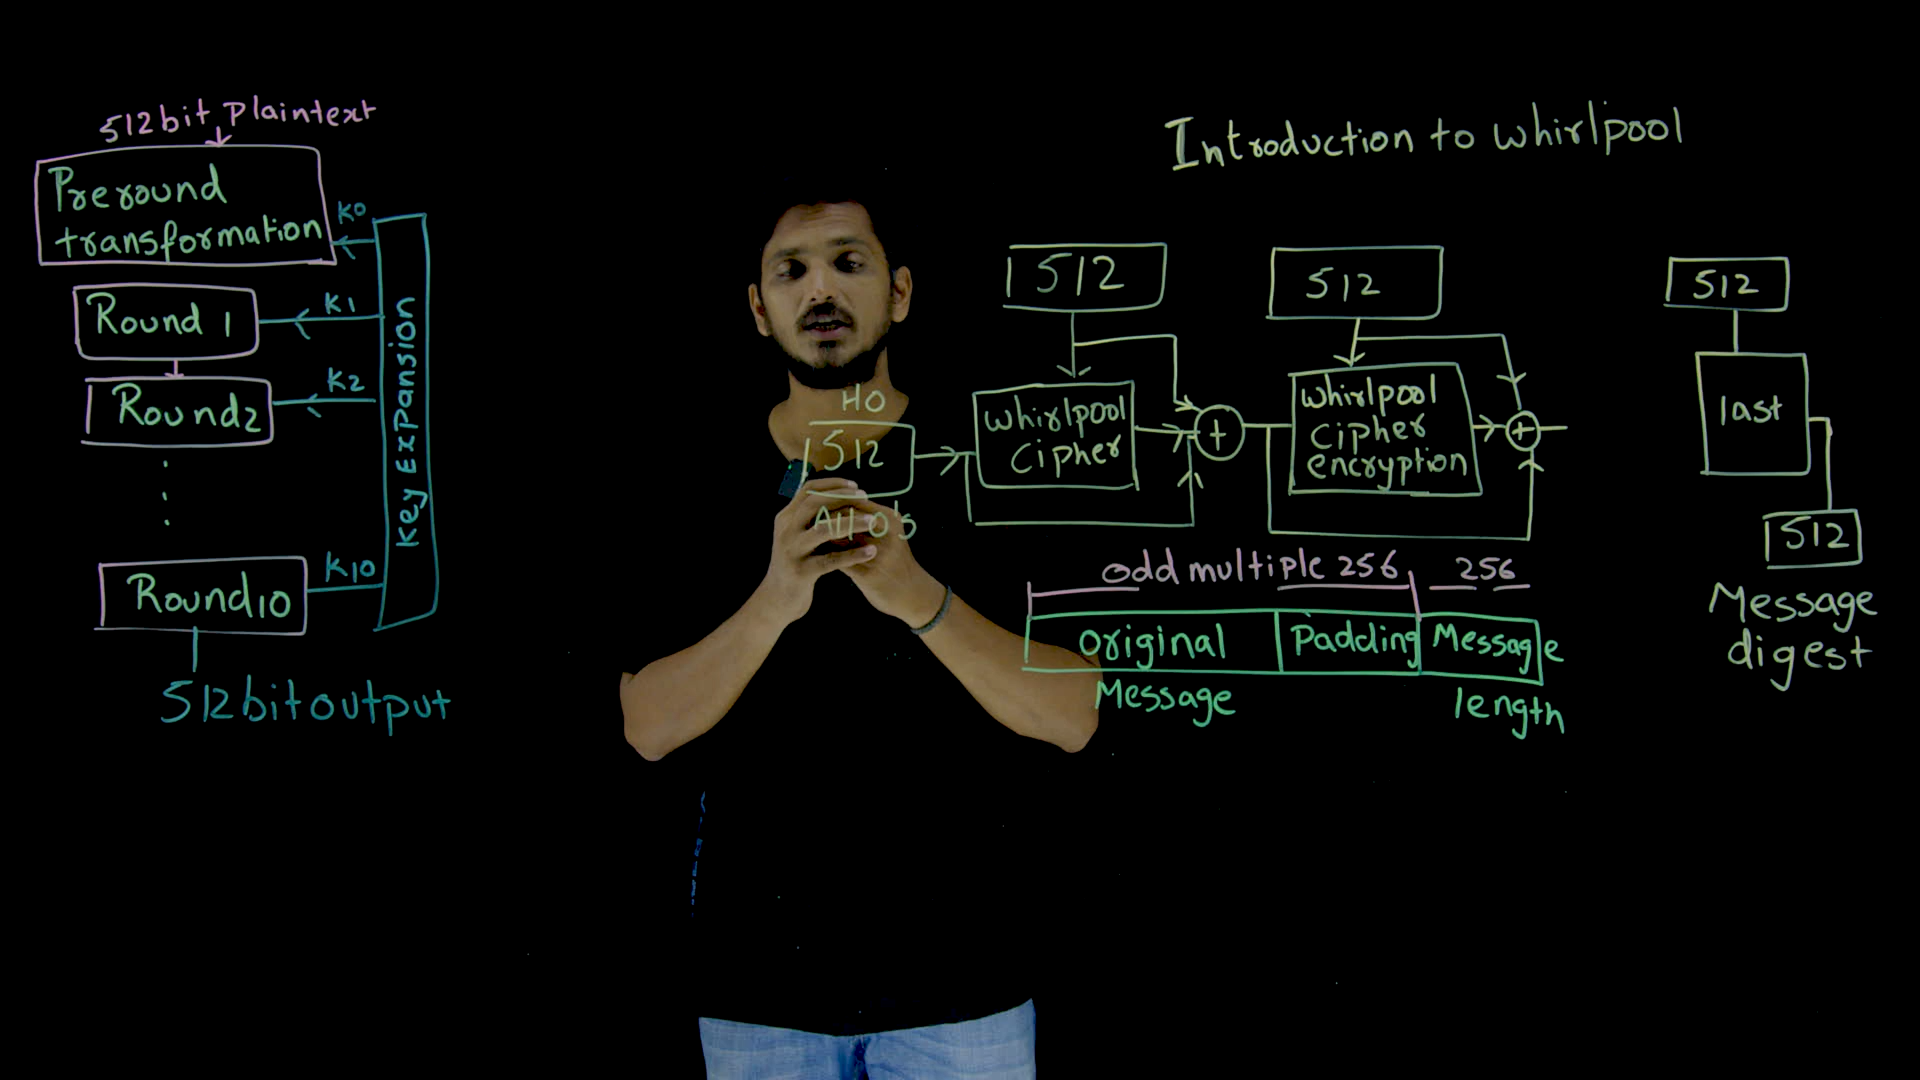 512bit Plaintext
Preround
transformation
K0
Round 1
K1
Round2
K2
Key Expansion
Round10
K10
512bitoutput
Introduction to whirlpool
512
512
512
H0
512
All 0's
whirlpool
cipher
+
whirlpool
cipher
encryption
+
last
512
Message
digest
odd multiple 256
256
original
Padding
Message
Message
length